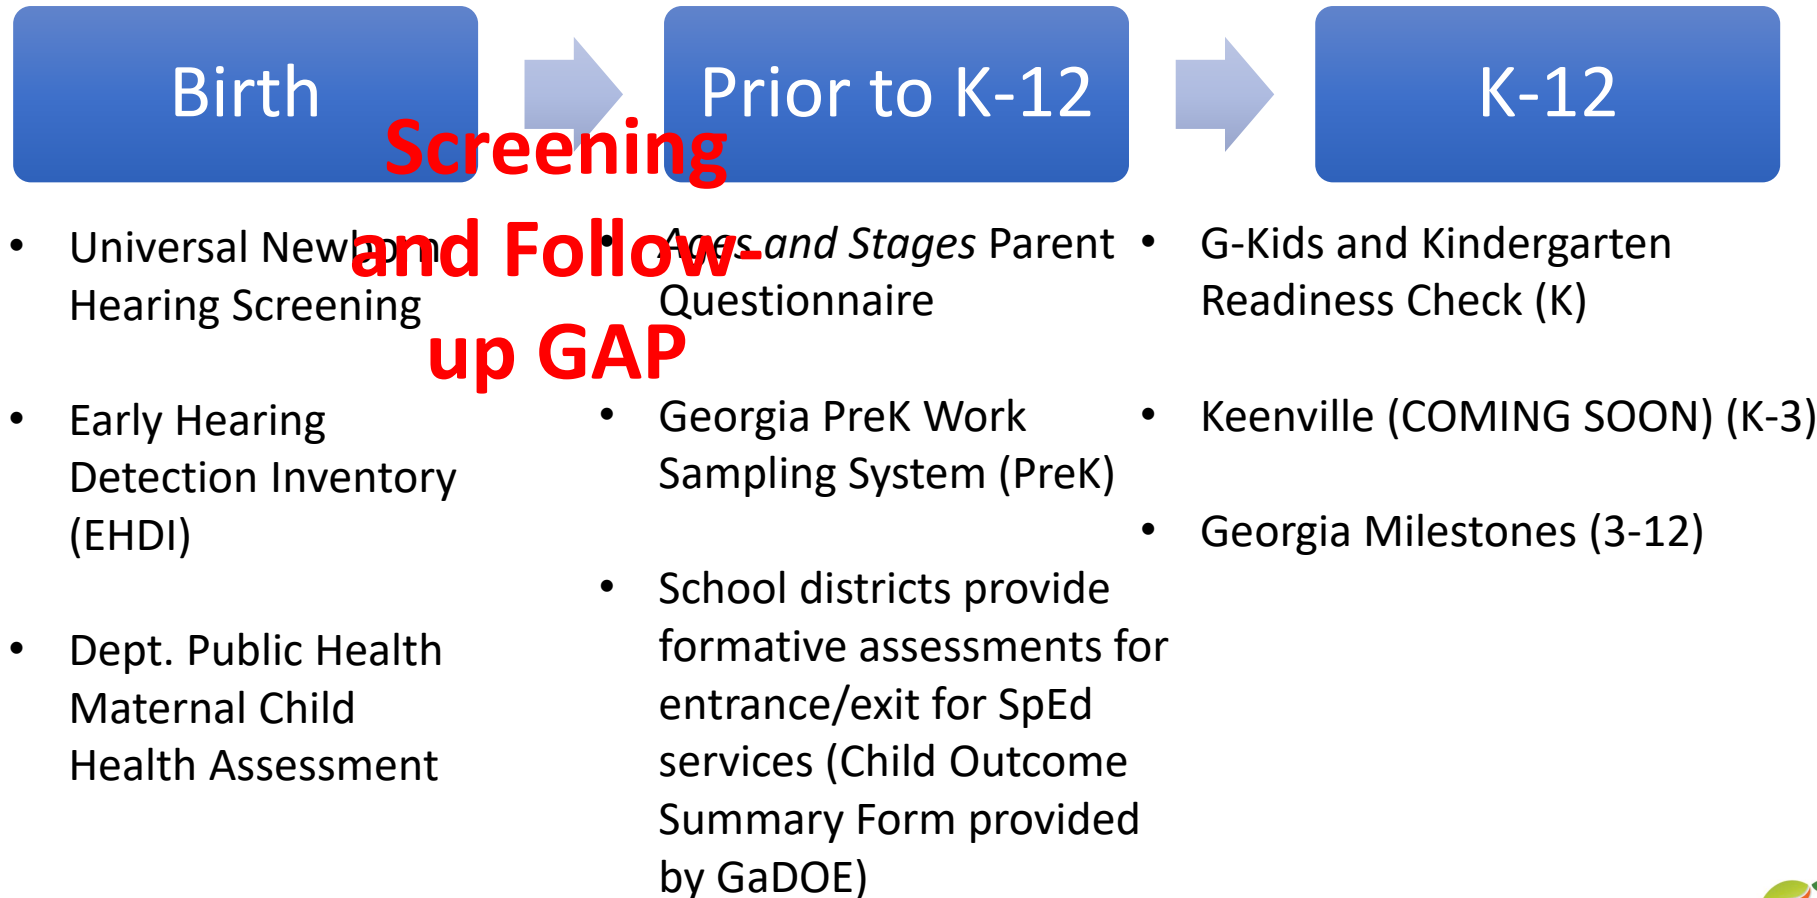 Birth
Prior to K-12
K-12
Screening
and Follow-
up GAP
• Universal Newborn
Hearing Screening
• Early Hearing
Detection Inventory
(EHDI)
• Dept. Public Health
Maternal Child
Health Assessment
• Ages and Stages Parent
Questionnaire
• Georgia PreK Work
Sampling System (PreK)
• School districts provide
formative assessments for
entrance/exit for SpEd
services (Child Outcome
Summary Form provided
by GaDOE)
• G-Kids and Kindergarten
Readiness Check (K)
• Keenville (COMING SOON) (K-3)
• Georgia Milestones (3-12)